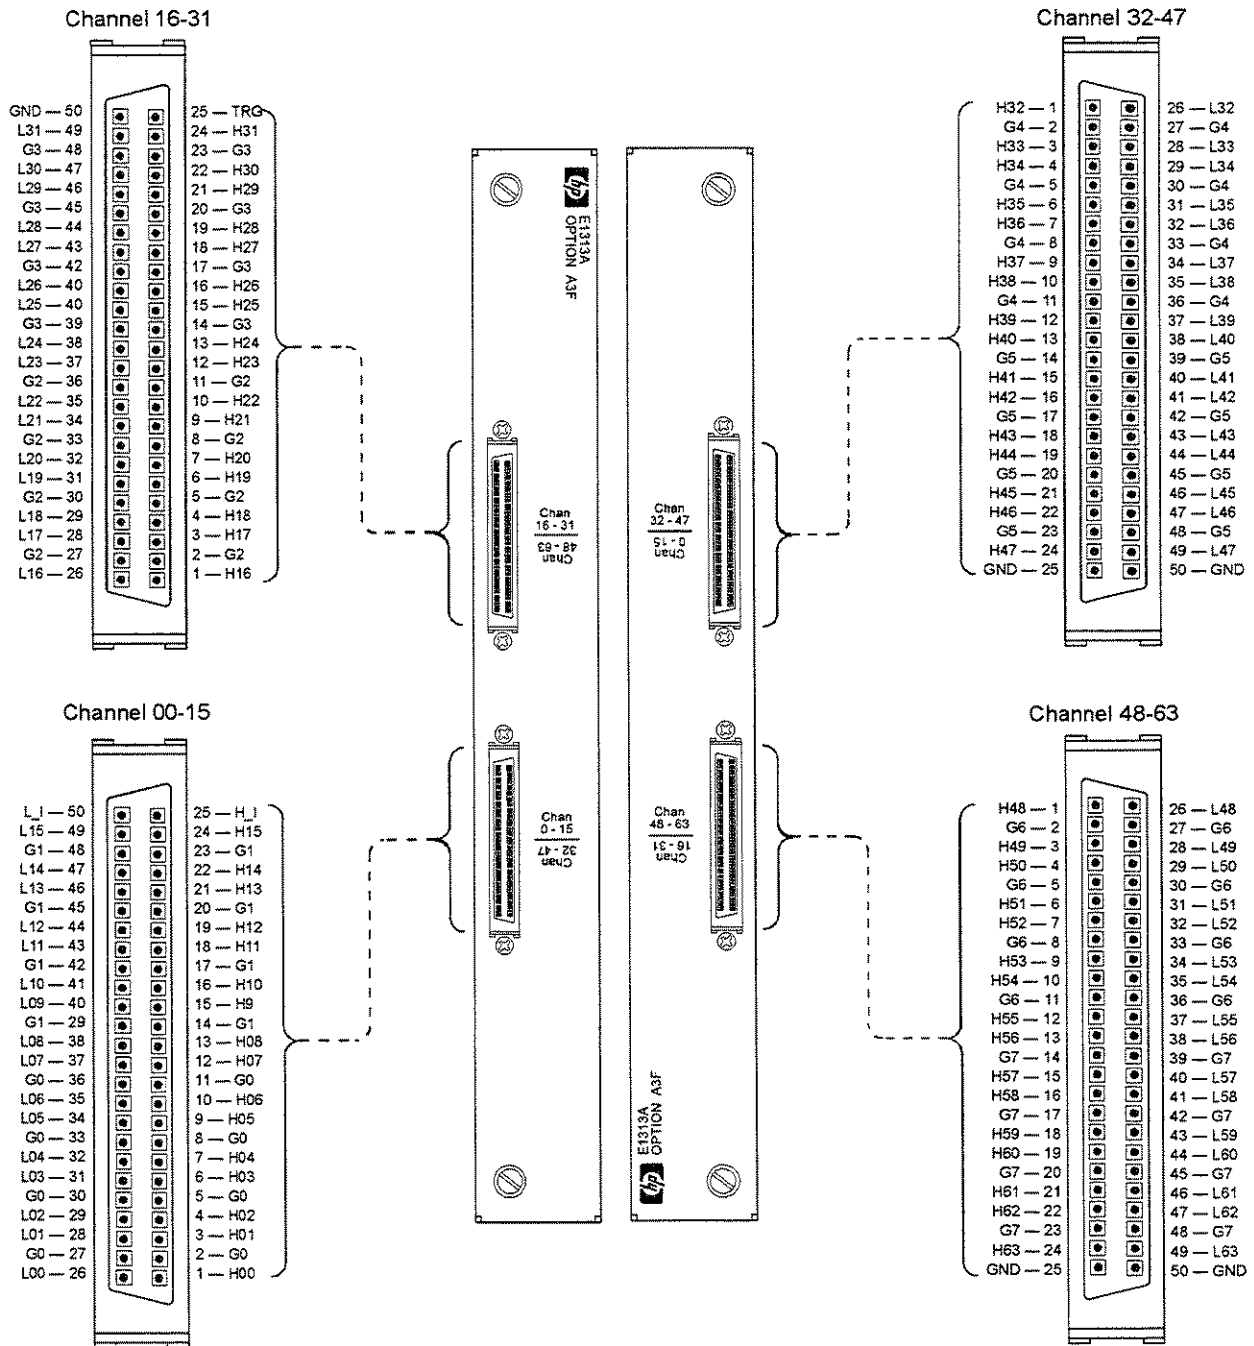 Channel 16-31
GND — 50 25 — TRG
L31 — 49 24 — H31
G3 — 48 23 — G3
L30 — 47 22 — H30
L29 — 46 21 — H29
G3 — 45 20 — G3
L28 — 44 19 — H28
L27 — 43 18 — H27
G3 — 42 17 — G3
L26 — 40 16 — H26
L25 — 40 15 — H25
G3 — 39 14 — G3
L24 — 38 13 — H24
L23 — 37 12 — H23
G2 — 36 11 — G2
L22 — 35 10 — H22
L21 — 34 9 — H21
G2 — 33 8 — G2
L20 — 32 7 — H20
L19 — 31 6 — H19
G2 — 30 5 — G2
L18 — 29 4 — H18
L17 — 28 3 — H17
G2 — 27 2 — G2
L16 — 26 1 — H16
Channel 32-47
H32 — 1 26 — L32
G4 — 2 27 — G4
H33 — 3 28 — L33
H34 — 4 29 — L34
G4 — 5 30 — G4
H35 — 6 31 — L35
H36 — 7 32 — L36
G4 — 8 33 — G4
H37 — 9 34 — L37
H38 — 10 35 — L38
G4 — 11 36 — G4
H39 — 12 37 — L39
H40 — 13 38 — L40
G5 — 14 39 — G5
H41 — 15 40 — L41
H42 — 16 41 — L42
G5 — 17 42 — G5
H43 — 18 43 — L43
H44 — 19 44 — L44
G5 — 20 45 — G5
H45 — 21 46 — L45
H46 — 22 47 — L46
G5 — 23 48 — G5
H47 — 24 49 — L47
GND — 25 50 — GND
hp
E1313A
OPTION A3F
Chan
16 - 31
Chan
48 - 63
Chan
0 - 15
Chan
32 - 47
Chan
32 - 47
Chan
0 - 15
Chan
48 - 63
Chan
16 - 31
hp
E1313A
OPTION A3F
Channel 00-15
L_I — 50 25 — H_I
L15 — 49 24 — H15
G1 — 48 23 — G1
L14 — 47 22 — H14
L13 — 46 21 — H13
G1 — 45 20 — G1
L12 — 44 19 — H12
L11 — 43 18 — H11
G1 — 42 17 — G1
L10 — 41 16 — H10
L09 — 40 15 — H9
G1 — 29 14 — G1
L08 — 38 13 — H08
L07 — 37 12 — H07
G0 — 36 11 — G0
L06 — 35 10 — H06
L05 — 34 9 — H05
G0 — 33 8 — G0
L04 — 32 7 — H04
L03 — 31 6 — H03
G0 — 30 5 — G0
L02 — 29 4 — H02
L01 — 28 3 — H01
G0 — 27 2 — G0
L00 — 26 1 — H00
Channel 48-63
H48 — 1 26 — L48
G6 — 2 27 — G6
H49 — 3 28 — L49
H50 — 4 29 — L50
G6 — 5 30 — G6
H51 — 6 31 — L51
H52 — 7 32 — L52
G6 — 8 33 — G6
H53 — 9 34 — L53
H54 — 10 35 — L54
G6 — 11 36 — G6
H55 — 12 37 — L55
H56 — 13 38 — L56
G7 — 14 39 — G7
H57 — 15 40 — L57
H58 — 16 41 — L58
G7 — 17 42 — G7
H59 — 18 43 — L59
H60 — 19 44 — L60
G7 — 20 45 — G7
H61 — 21 46 — L61
H62 — 22 47 — L62
G7 — 23 48 — G7
H63 — 24 49 — L63
GND — 25 50 — GND